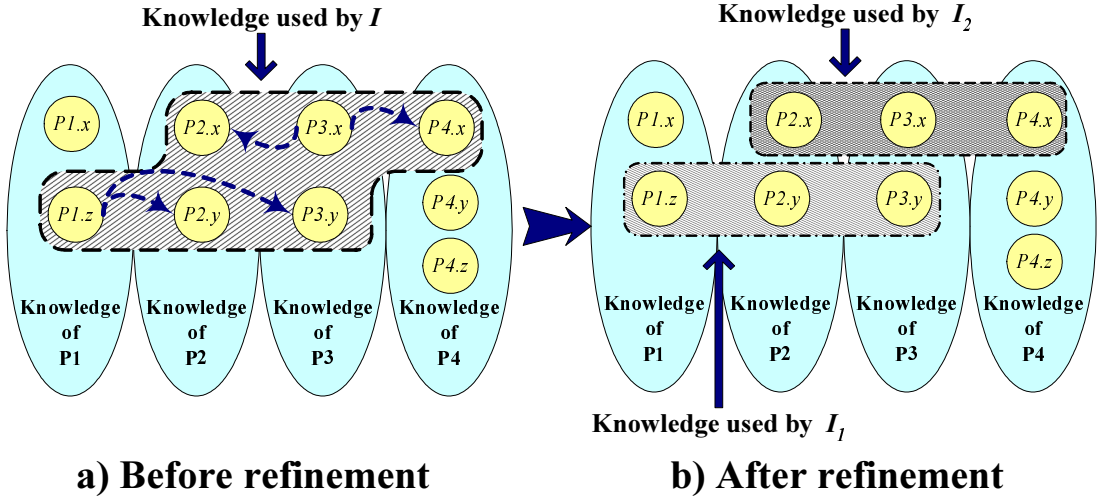 Knowledge used by I
P1.x
P2.x
P3.x
P4.x
P1.z
P2.y
P3.y
P4.y
P4.z
Knowledge
of
P1
Knowledge
of
P2
Knowledge
of
P3
Knowledge
of
P4
a) Before refinement
Knowledge used by I2
P1.x
P2.x
P3.x
P4.x
P1.z
P2.y
P3.y
P4.y
P4.z
Knowledge
of
P1
Knowledge
of
P2
Knowledge
of
P3
Knowledge
of
P4
Knowledge used by I1
b) After refinement